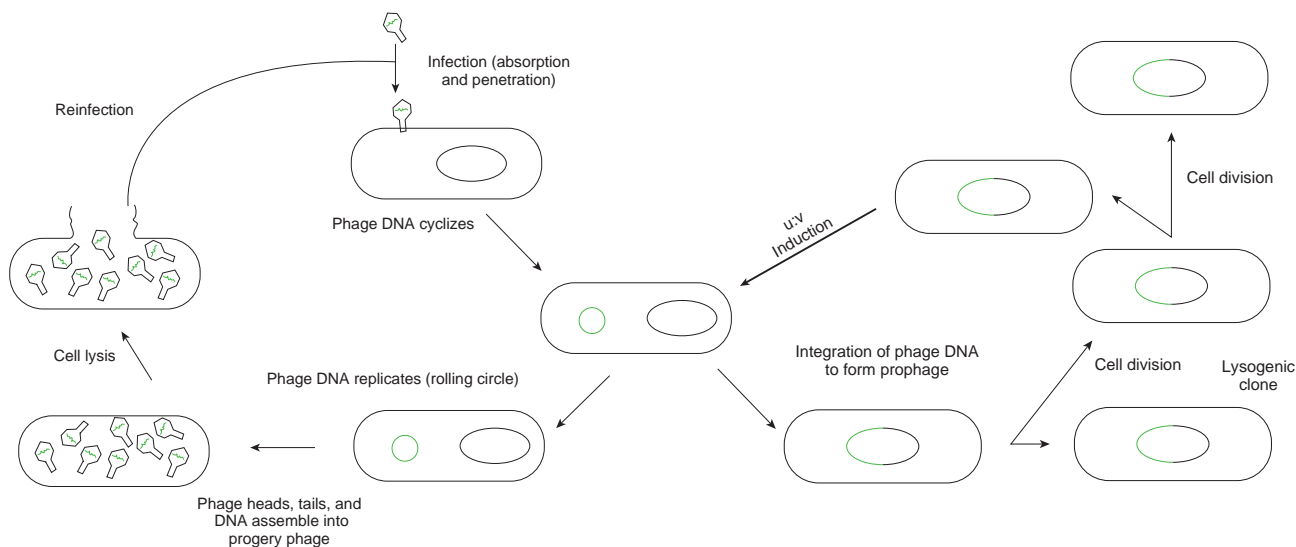 Infection (absorption
and penetration)
Reinfection
Phage DNA cyclizes
Cell division
u:v
Induction
Cell lysis
Integration of phage DNA
to form prophage
Cell division
Lysogenic
clone
Phage DNA replicates (rolling circle)
Phage heads, tails, and
DNA assemble into
progery phage